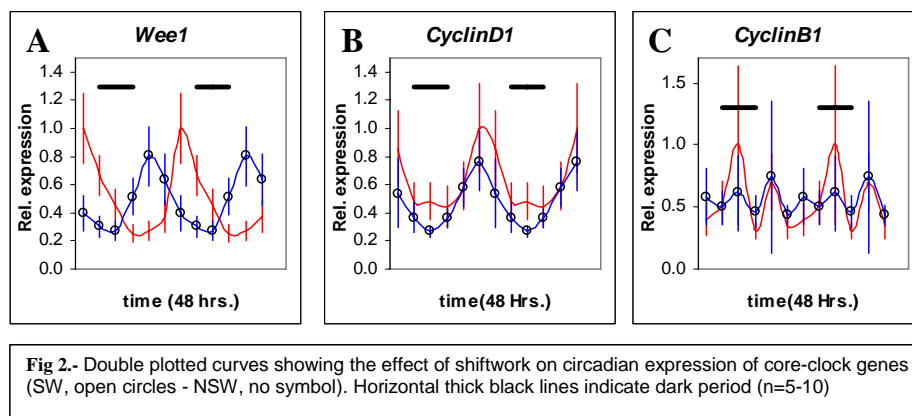 A
Wee1
1.4
1.2
1.0
0.8
0.6
0.4
0.2
0.0
Rel. expression
time (48 hrs.)
B
CyclinD1
1.4
1.2
1.0
0.8
0.6
0.4
0.2
0.0
Rel. expression
time(48 Hrs.)
C
CyclinB1
1.5
1.0
0.5
0.0
Rel. expression
time(48 Hrs.)
Fig 2.- Double plotted curves showing the effect of shiftwork on circadian expression of core-clock genes
(SW, open circles - NSW, no symbol). Horizontal thick black lines indicate dark period (n=5-10)